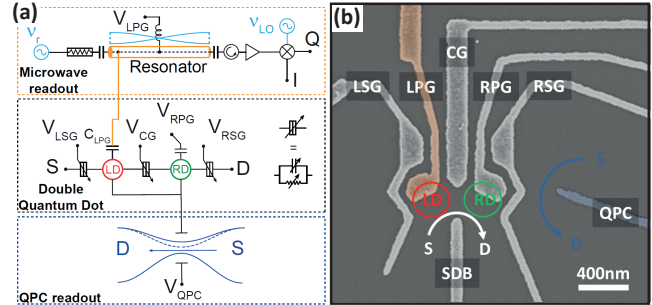 (a)
ν_r
V_LPG
ν_LO
Q
I
Resonator
Microwave readout
V_LSG
C_LPG
V_CG
V_RPG
V_RSG
S
LD
RD
D
=
Double
Quantum Dot
D
S
V_QPC
QPC readout
(b)
CG
LSG
LPG
RPG
RSG
S
LD
RD
QPC
S
D
D
SDB
400nm